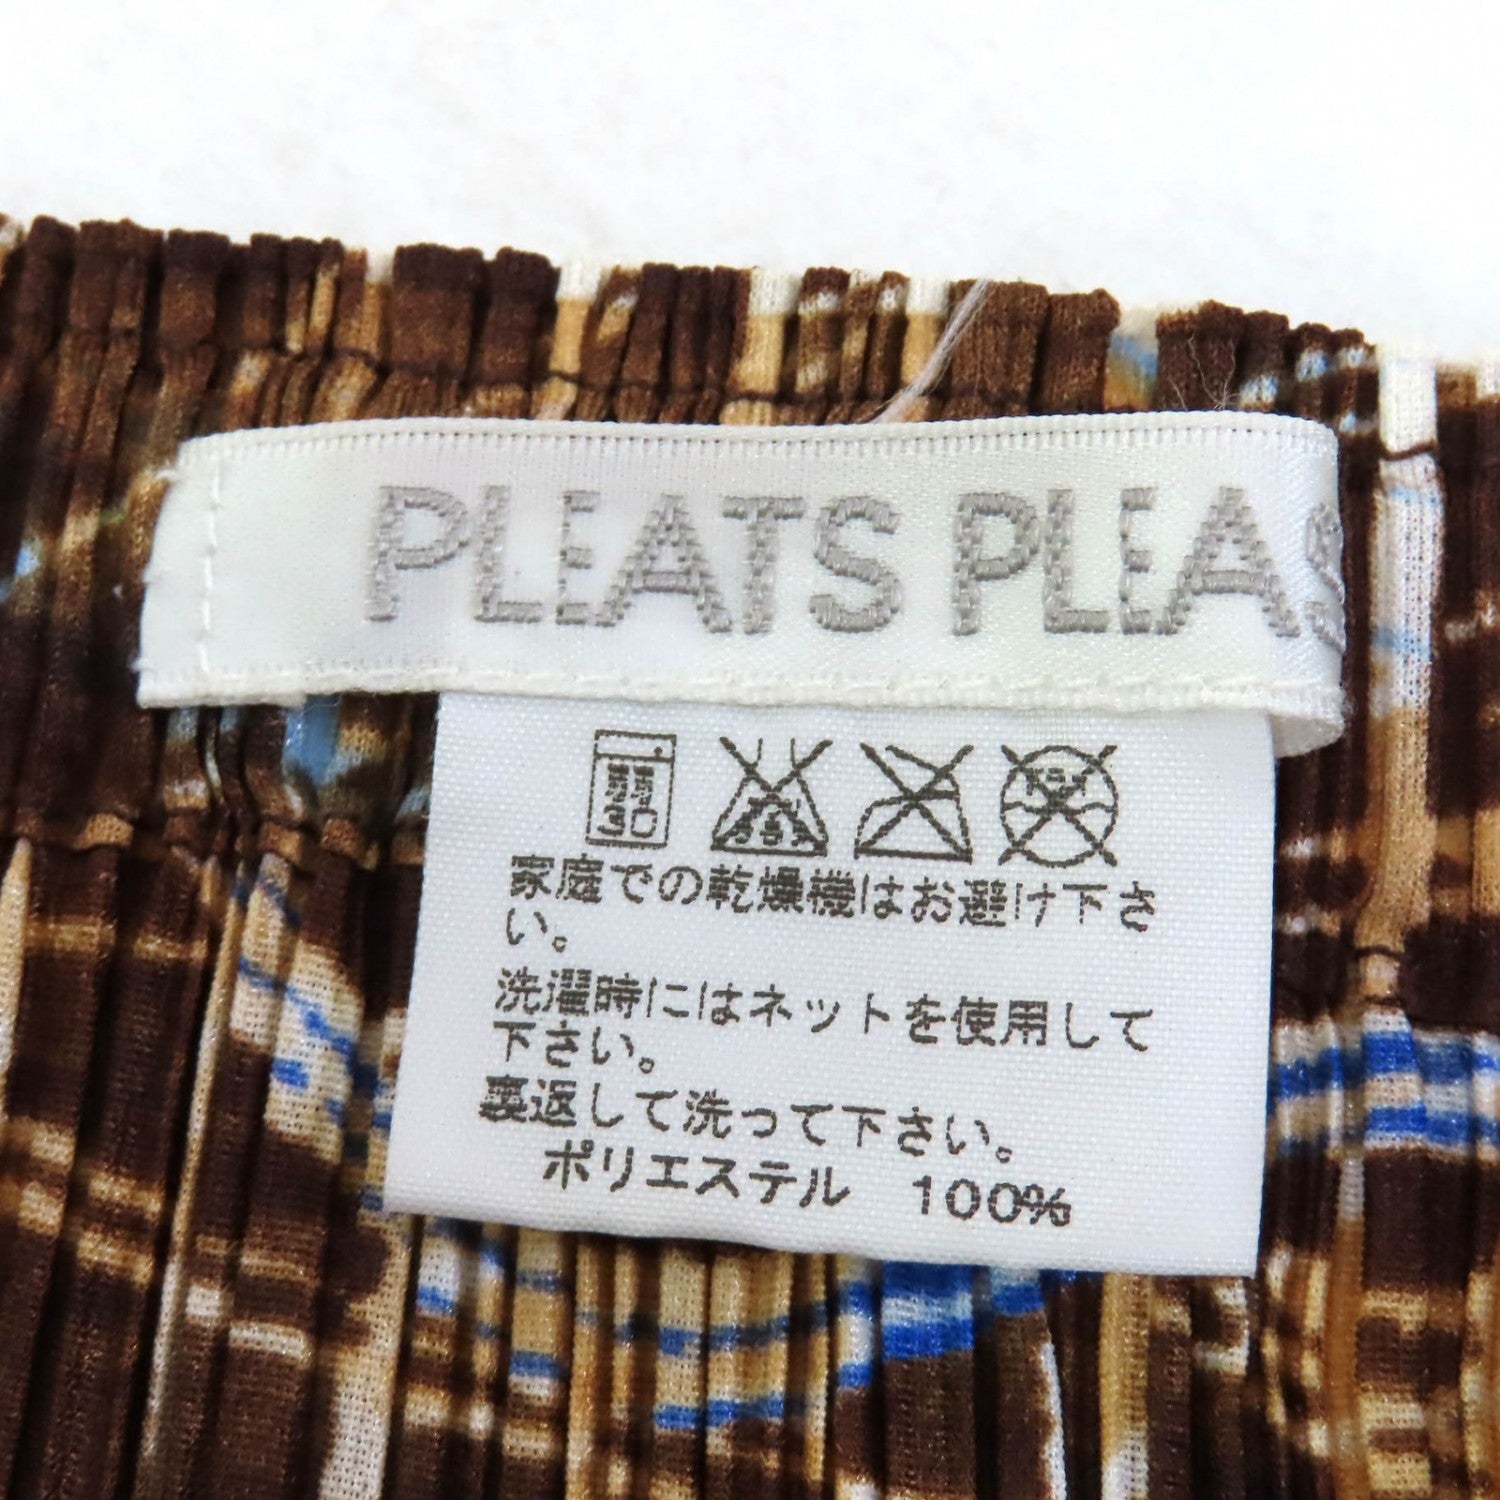 PLEATS PLEAS
家庭での乾燥機はお避け下さ
い。
洗濯時にはネットを使用して
下さい。
裏返して洗って下さい。
ポリエステル 100%